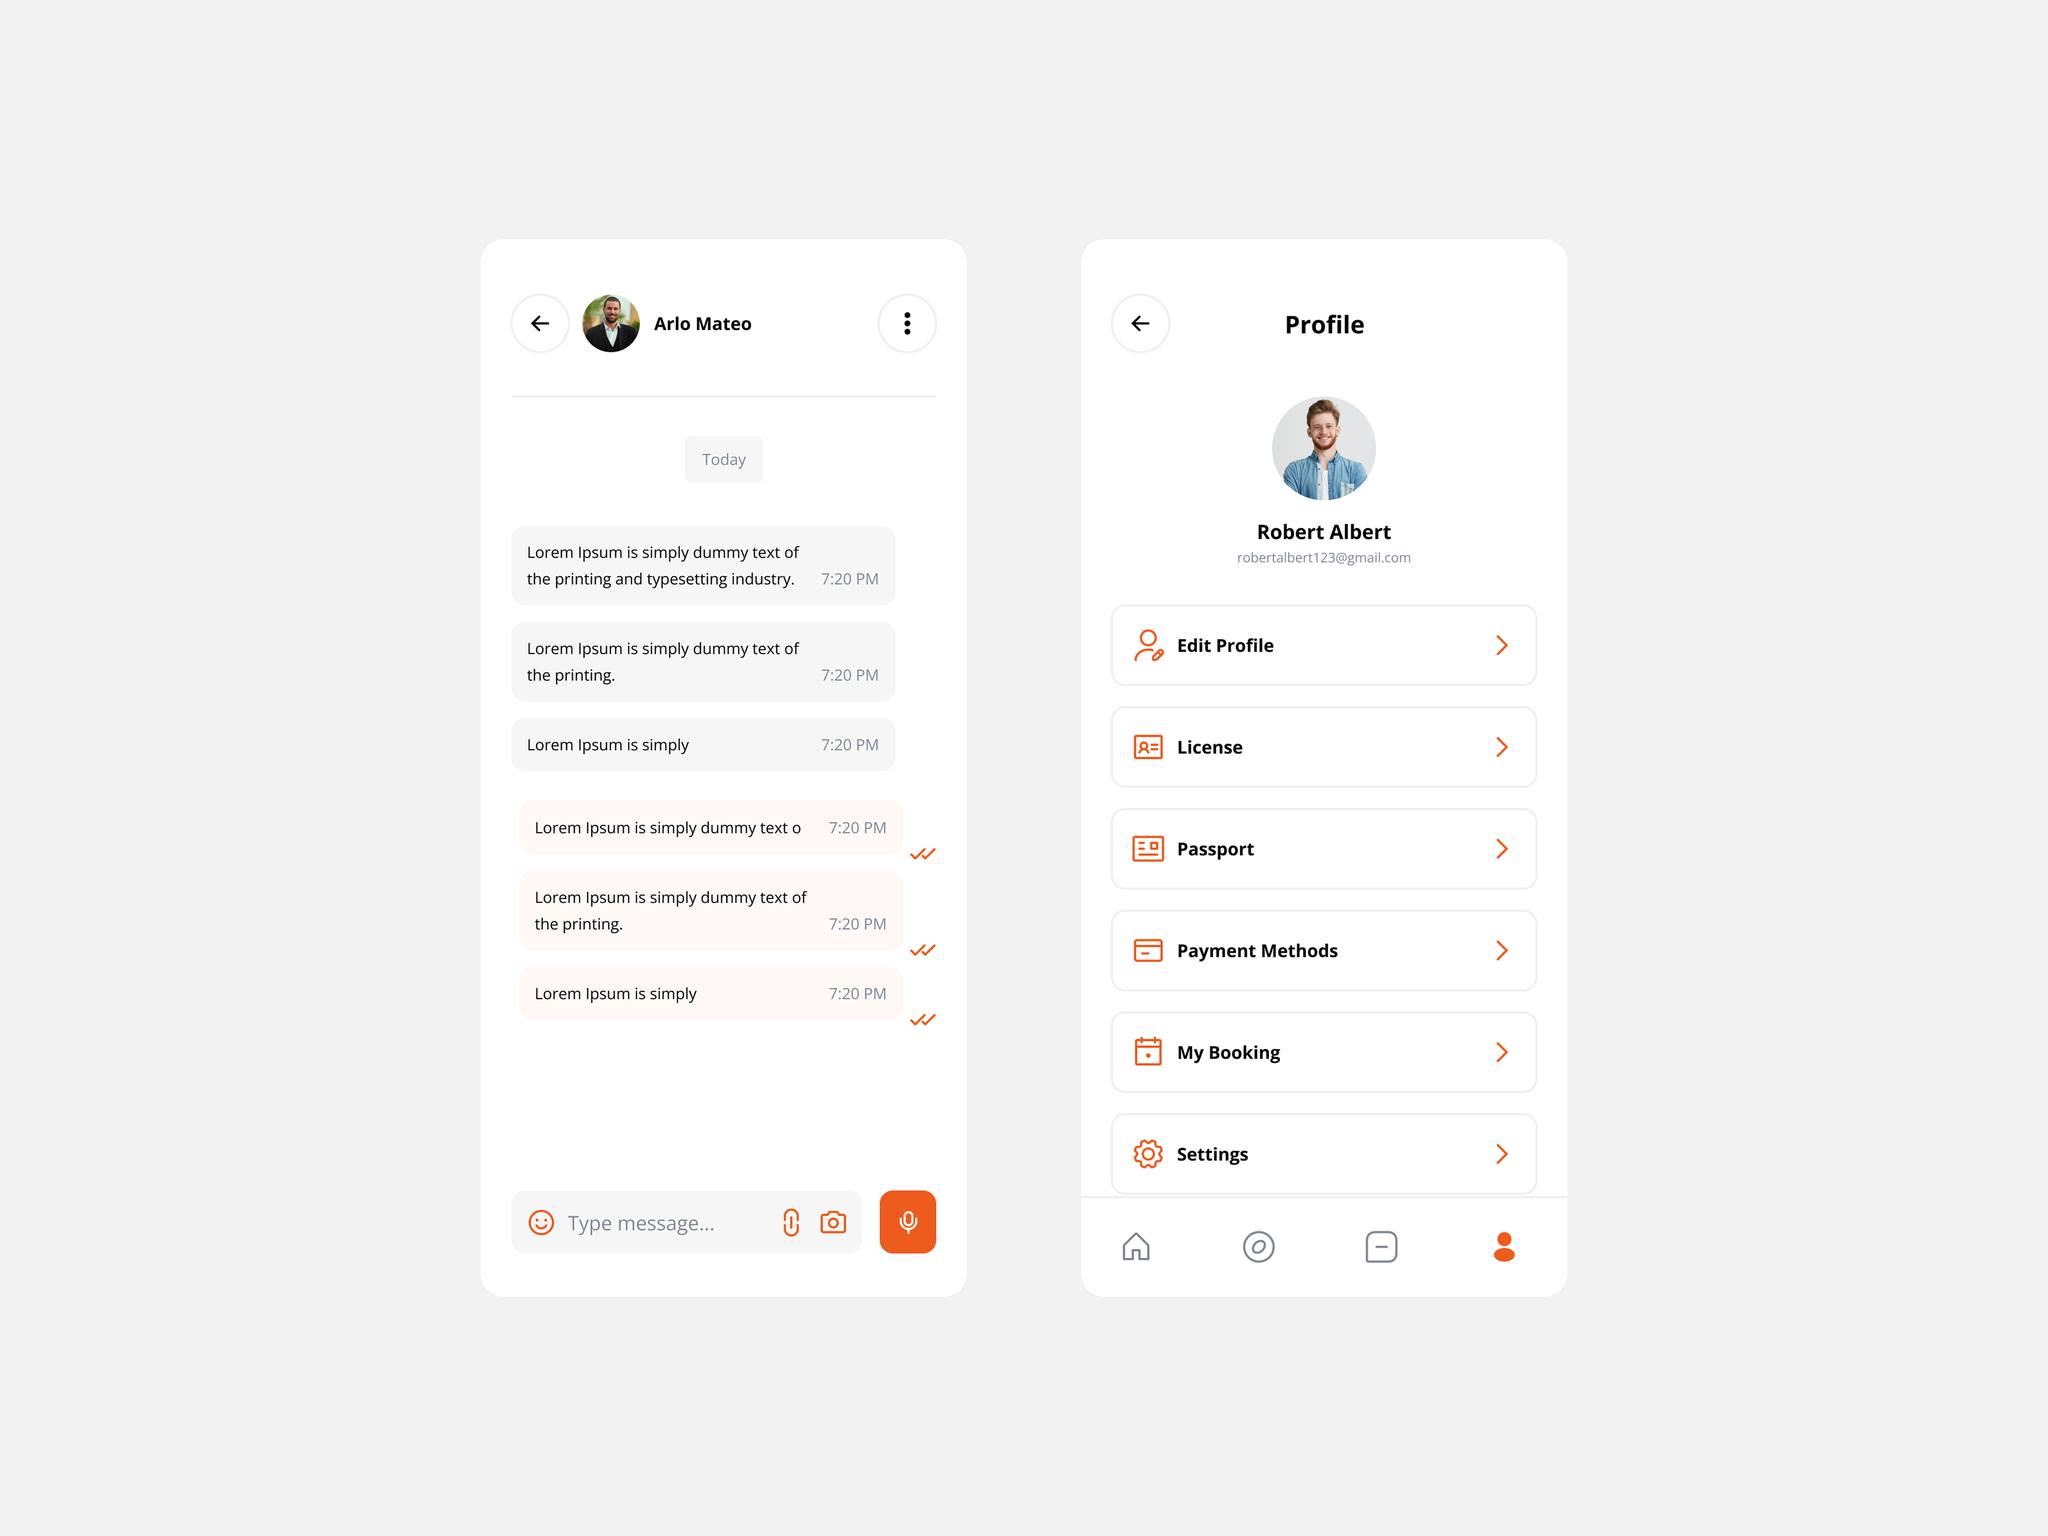 Arlo Mateo
Today
Lorem Ipsum is simply dummy text of
the printing and typesetting industry. 7:20 PM
Lorem Ipsum is simply dummy text of
the printing. 7:20 PM
Lorem Ipsum is simply 7:20 PM
Lorem Ipsum is simply dummy text o 7:20 PM
Lorem Ipsum is simply dummy text of
the printing. 7:20 PM
Lorem Ipsum is simply 7:20 PM
Type message...
Profile
Robert Albert
robertalbert123@gmail.com
Edit Profile
License
Passport
Payment Methods
My Booking
Settings